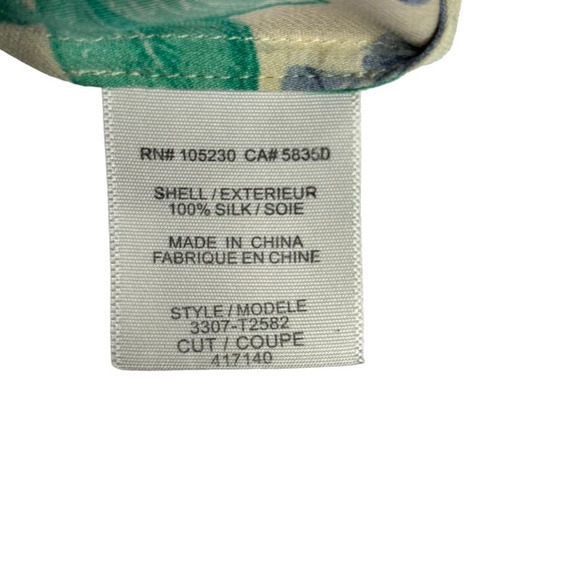 RN# 105230 CA# 5835D
SHELL / EXTERIEUR
100% SILK / SOIE
MADE IN CHINA
FABRIQUE EN CHINE
STYLE / MODELE
3307-T2582
CUT / COUPE
417140